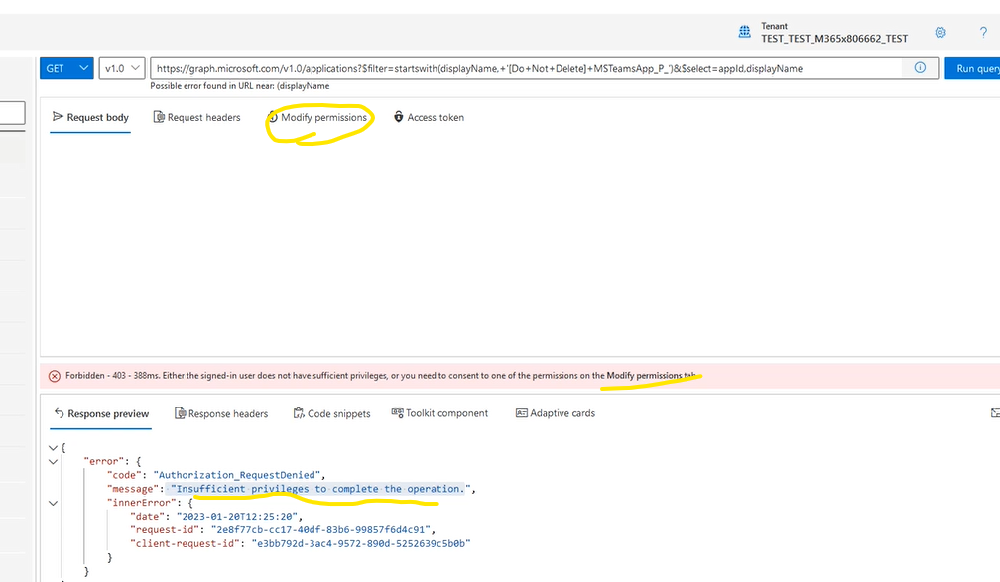 Tenant
TEST_TEST_M365x806662_TEST
?
GET
v1.0
https://graph.microsoft.com/v1.0/applications?$filter=startswith(displayName,+'[Do+Not+Delete]+MSTeamsApp_P_')&$select=appId,displayName
Run query
Possible error found in URL near: (displayName
Request body
Request headers
Modify permissions
Access token
Forbidden - 403 - 388ms. Either the signed-in user does not have sufficient privileges, or you need to consent to one of the permissions on the Modify permissions tab
Response preview
Response headers
Code snippets
Toolkit component
Adaptive cards
{
"error": {
"code": "Authorization_RequestDenied",
"message": "Insufficient privileges to complete the operation.",
"innerError": {
"date": "2023-01-20T12:25:20",
"request-id": "2e8f77cb-cc17-40df-83b6-99857f6d4c91",
"client-request-id": "e3bb792d-3ac4-9572-890d-5252639c5b0b"
}
}